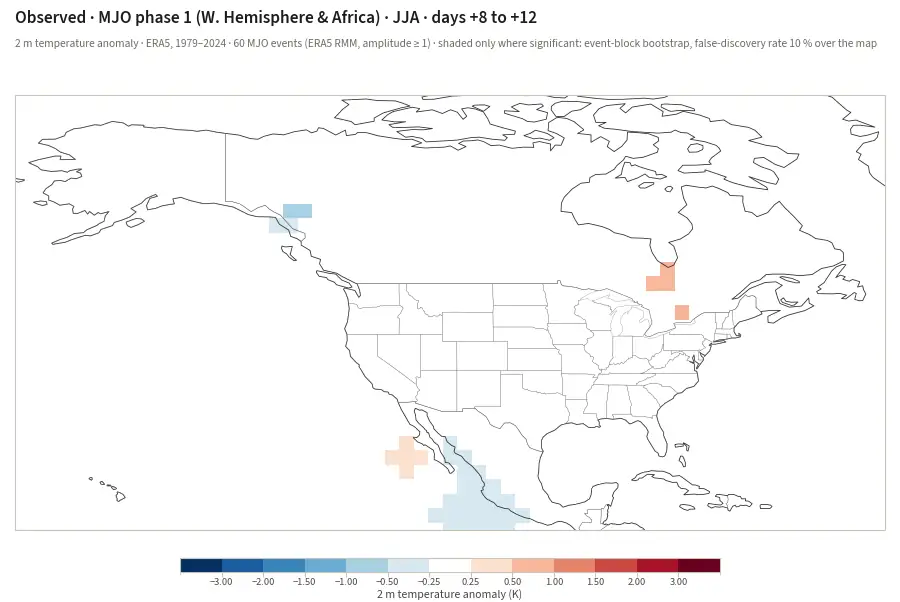 Observed · MJO phase 1 (W. Hemisphere & Africa) · JJA · days +8 to +12
2 m temperature anomaly · ERA5, 1979–2024 · 60 MJO events (ERA5 RMM, amplitude ≥ 1) · shaded only where significant: event-block bootstrap, false-discovery rate 10 % over the map
−3.00 −2.00 −1.50 −1.00 −0.50 −0.25 0.25 0.50 1.00 1.50 2.00 3.00
2 m temperature anomaly (K)